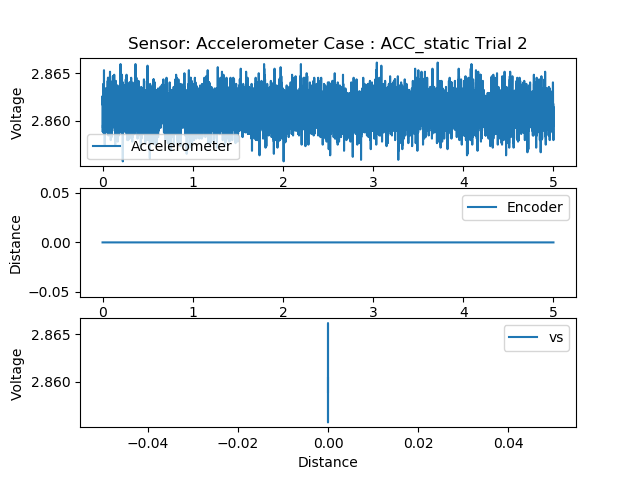 Sensor: Accelerometer Case : ACC_static Trial 2
2.865
2.860
Voltage
Accelerometer
0 1 2 3 4 5
0.05
0.00
−0.05
Distance
Encoder
0 1 2 3 4 5
2.865
2.860
Voltage
vs
−0.04 −0.02 0.00 0.02 0.04
Distance